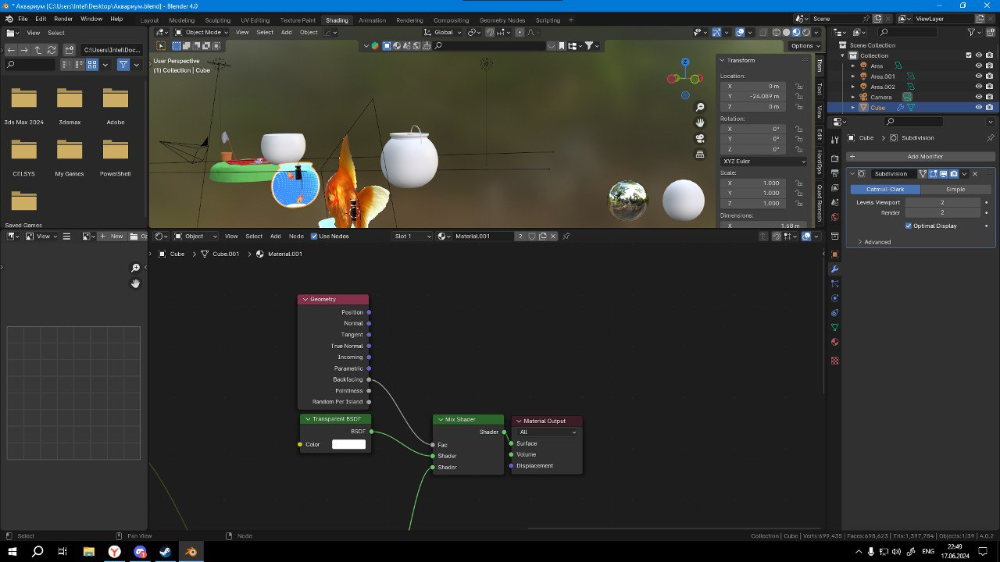 * Аквариум [C:\Users\Intel\Desktop\Аквариум.blend] - Blender 4.0
File Edit Render Window Help
Layout Modeling Sculpting UV Editing Texture Paint Shading Animation Rendering Compositing Geometry Nodes Scripting +
Scene ViewLayer
View Select
Object Mode View Select Add Object Global
C:\Users\Intel\Doc...
Options
3ds Max 2024 3dsmax Adobe
CELSYS My Games PowerShell
Saved Games
User Perspective
(1) Collection | Cube
Z
Transform
Location:
X 0 m
Y -24.089 m
Z 0 m
Rotation:
X 0°
Y 0°
Z 0°
XYZ Euler
Scale:
X 1.000
Y 1.000
Z 1.000
Dimensions:
X 1.68 m
Item
Tool
View
Edit
HardOps
Quad Remesh
Scene Collection
Collection
Area
Area.001
Area.002
Camera
Cube
Cube > Subdivision
Add Modifier
Subdivision
Catmull-Clark Simple
Levels Viewport 2
Render 2
Optimal Display
Advanced
View New Op
Object View Select Add Node Use Nodes Slot 1 Material.001 2
Cube > Cube.001 > Material.001
Geometry
Position
Normal
Tangent
True Normal
Incoming
Parametric
Backfacing
Pointiness
Random Per Island
Transparent BSDF
BSDF
Color
Mix Shader
Shader
Fac
Shader
Shader
Material Output
All
Surface
Volume
Displacement
Select Pan View Node Collection | Cube | Verts:699,435 | Faces:698,623 | Tris:1,397,784 | Objects:1/39 | 4.0.2
ENG
22:49
17.06.2024